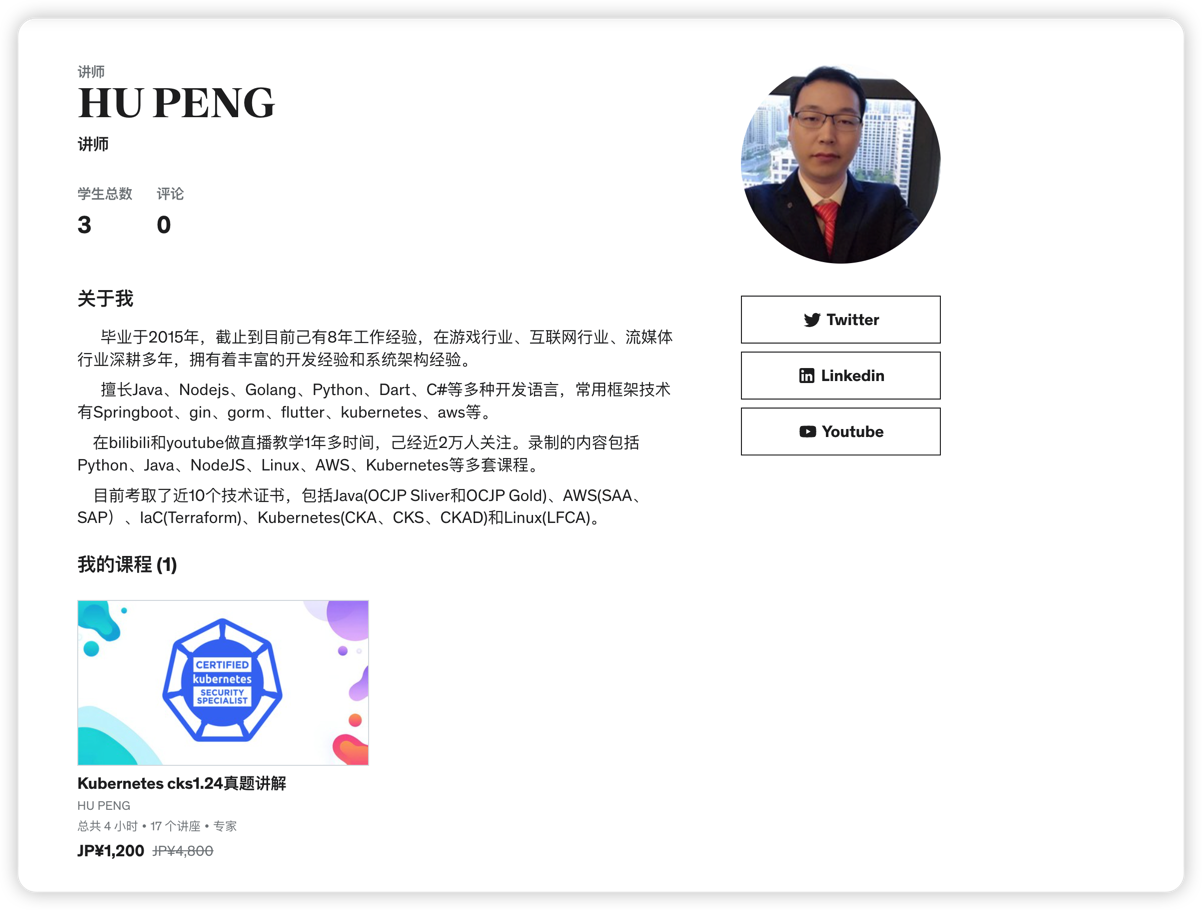 讲师
HU PENG
讲师
学生总数 评论
3 0
关于我
毕业于2015年，截止到目前己有8年工作经验，在游戏行业、互联网行业、流媒体
行业深耕多年，拥有着丰富的开发经验和系统架构经验。
擅长Java、Nodejs、Golang、Python、Dart、C#等多种开发语言，常用框架技术
有Springboot、gin、gorm、flutter、kubernetes、aws等。
在bilibili和youtube做直播教学1年多时间，己经近2万人关注。录制的内容包括
Python、Java、NodeJS、Linux、AWS、Kubernetes等多套课程。
目前考取了近10个技术证书，包括Java(OCJP Sliver和OCJP Gold)、AWS(SAA、
SAP）、IaC(Terraform)、Kubernetes(CKA、CKS、CKAD)和Linux(LFCA)。
我的课程 (1)
CERTIFIED
kubernetes
SECURITY
SPECIALIST
Kubernetes cks1.24真题讲解
HU PENG
总共 4 小时 • 17 个讲座 • 专家
JP¥1,200 JP¥4,800
Twitter
Linkedin
Youtube